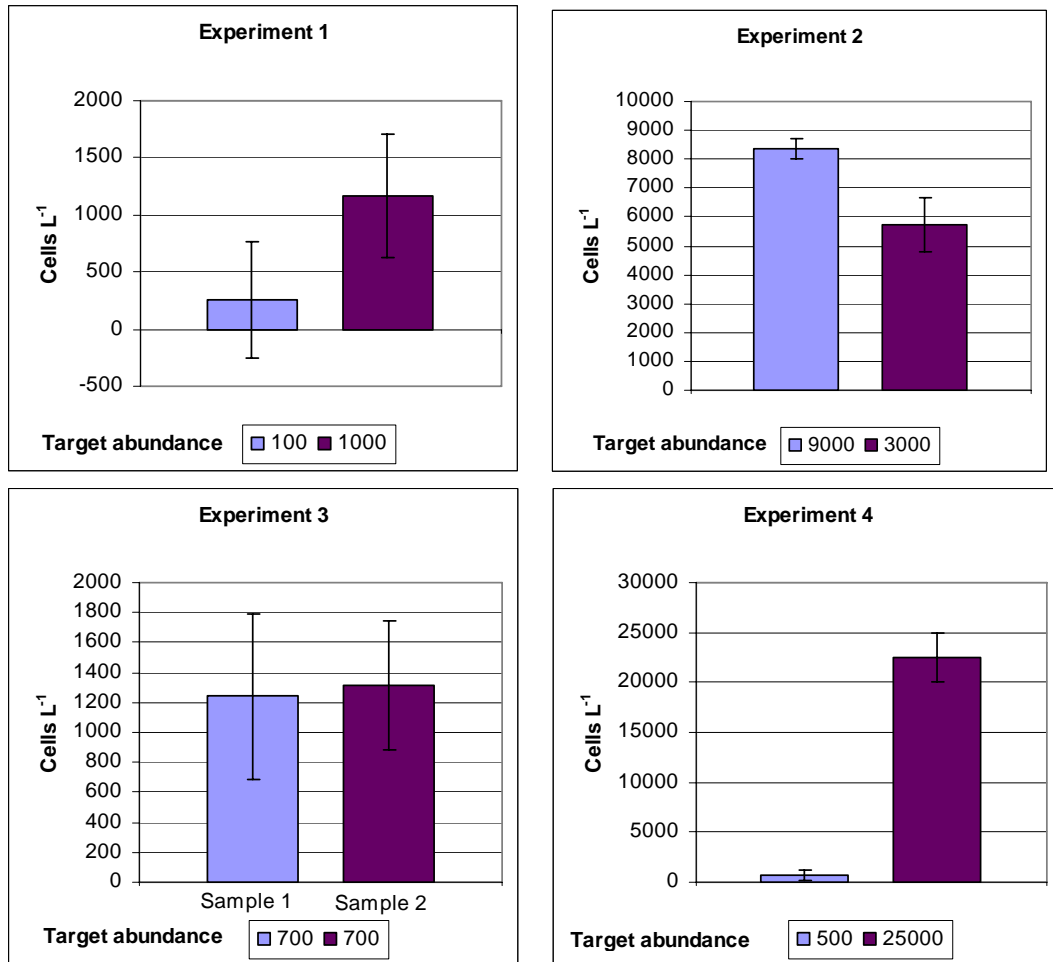 Experiment 1
2000
1500
1000
500
0
-500
Cells L⁻¹
Target abundance 100 1000
Experiment 2
10000
9000
8000
7000
6000
5000
4000
3000
2000
1000
0
Cells L⁻¹
Target abundance 9000 3000
Experiment 3
2000
1800
1600
1400
1200
1000
800
600
400
200
0
Cells L⁻¹
Sample 1 Sample 2
Target abundance 700 700
Experiment 4
30000
25000
20000
15000
10000
5000
0
Cells L⁻¹
Target abundance 500 25000